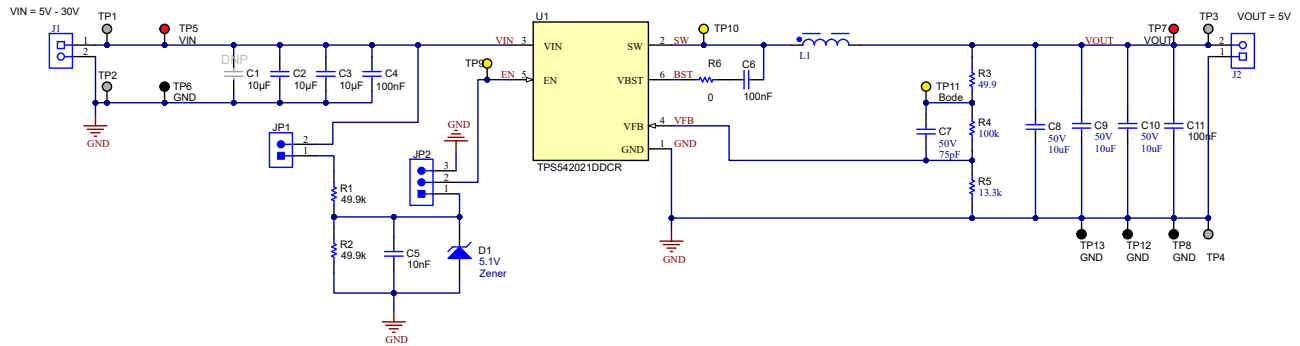 VIN = 5V - 30V
J1
1
2
TP1
TP5
VIN
TP2
TP6
GND
GND
DNP
C1
10µF
C2
10µF
C3
10µF
C4
100nF
JP1
2
1
R1
49.9k
R2
49.9k
C5
10nF
D1
5.1V
Zener
GND
JP2
3
2
1
GND
TP9
VIN
3
EN
5
U1
VIN
EN
SW
VBST
VFB
GND
TPS542021DDCR
2
SW
6
BST
4
VFB
1
GND
GND
TP10
R6
0
C6
100nF
L1
TP11
Bode
C7
50V
75pF
R3
49.9
R4
100k
R5
13.3k
C8
50V
10uF
C9
50V
10uF
C10
50V
10uF
C11
100nF
VOUT
TP7
VOUT
TP3
VOUT = 5V
2
1
J2
TP13
GND
TP12
GND
TP8
GND
TP4